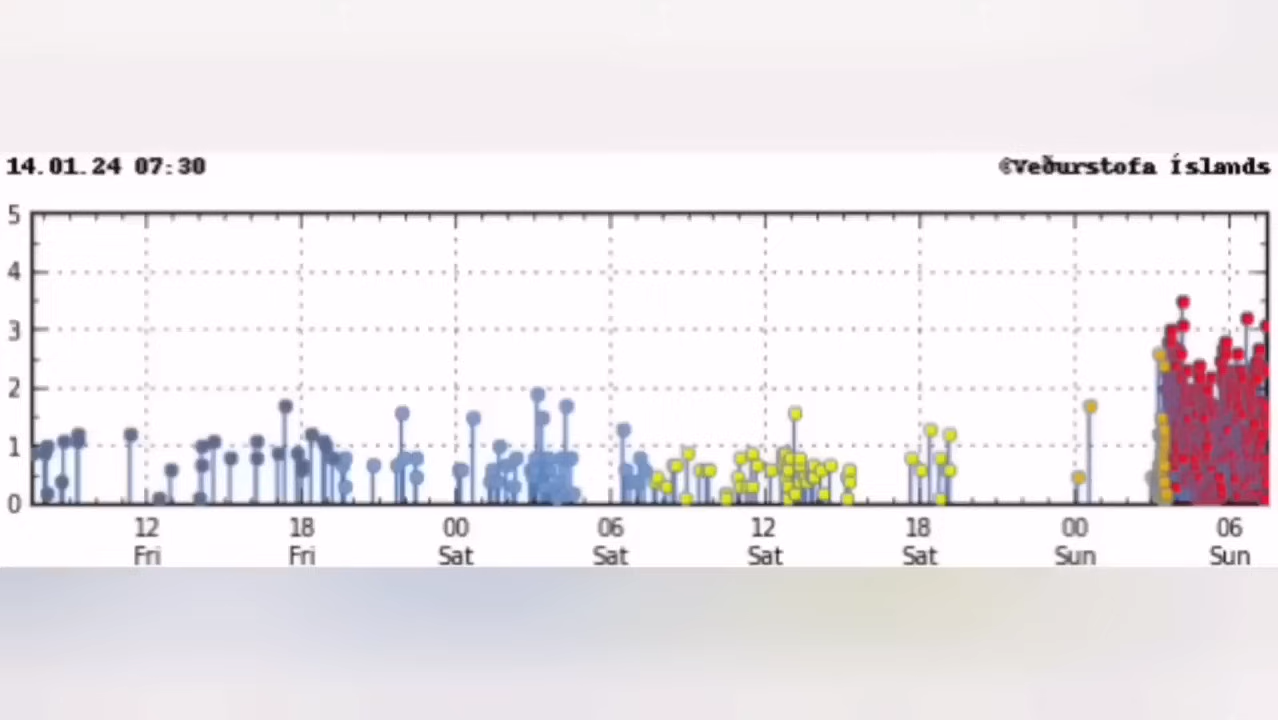 14.01.24 07:30
©Veðurstofa Íslands
5
4
3
2
1
0
12 18 00 06 12 18 00 06
Fri Fri Sat Sat Sat Sat Sun Sun